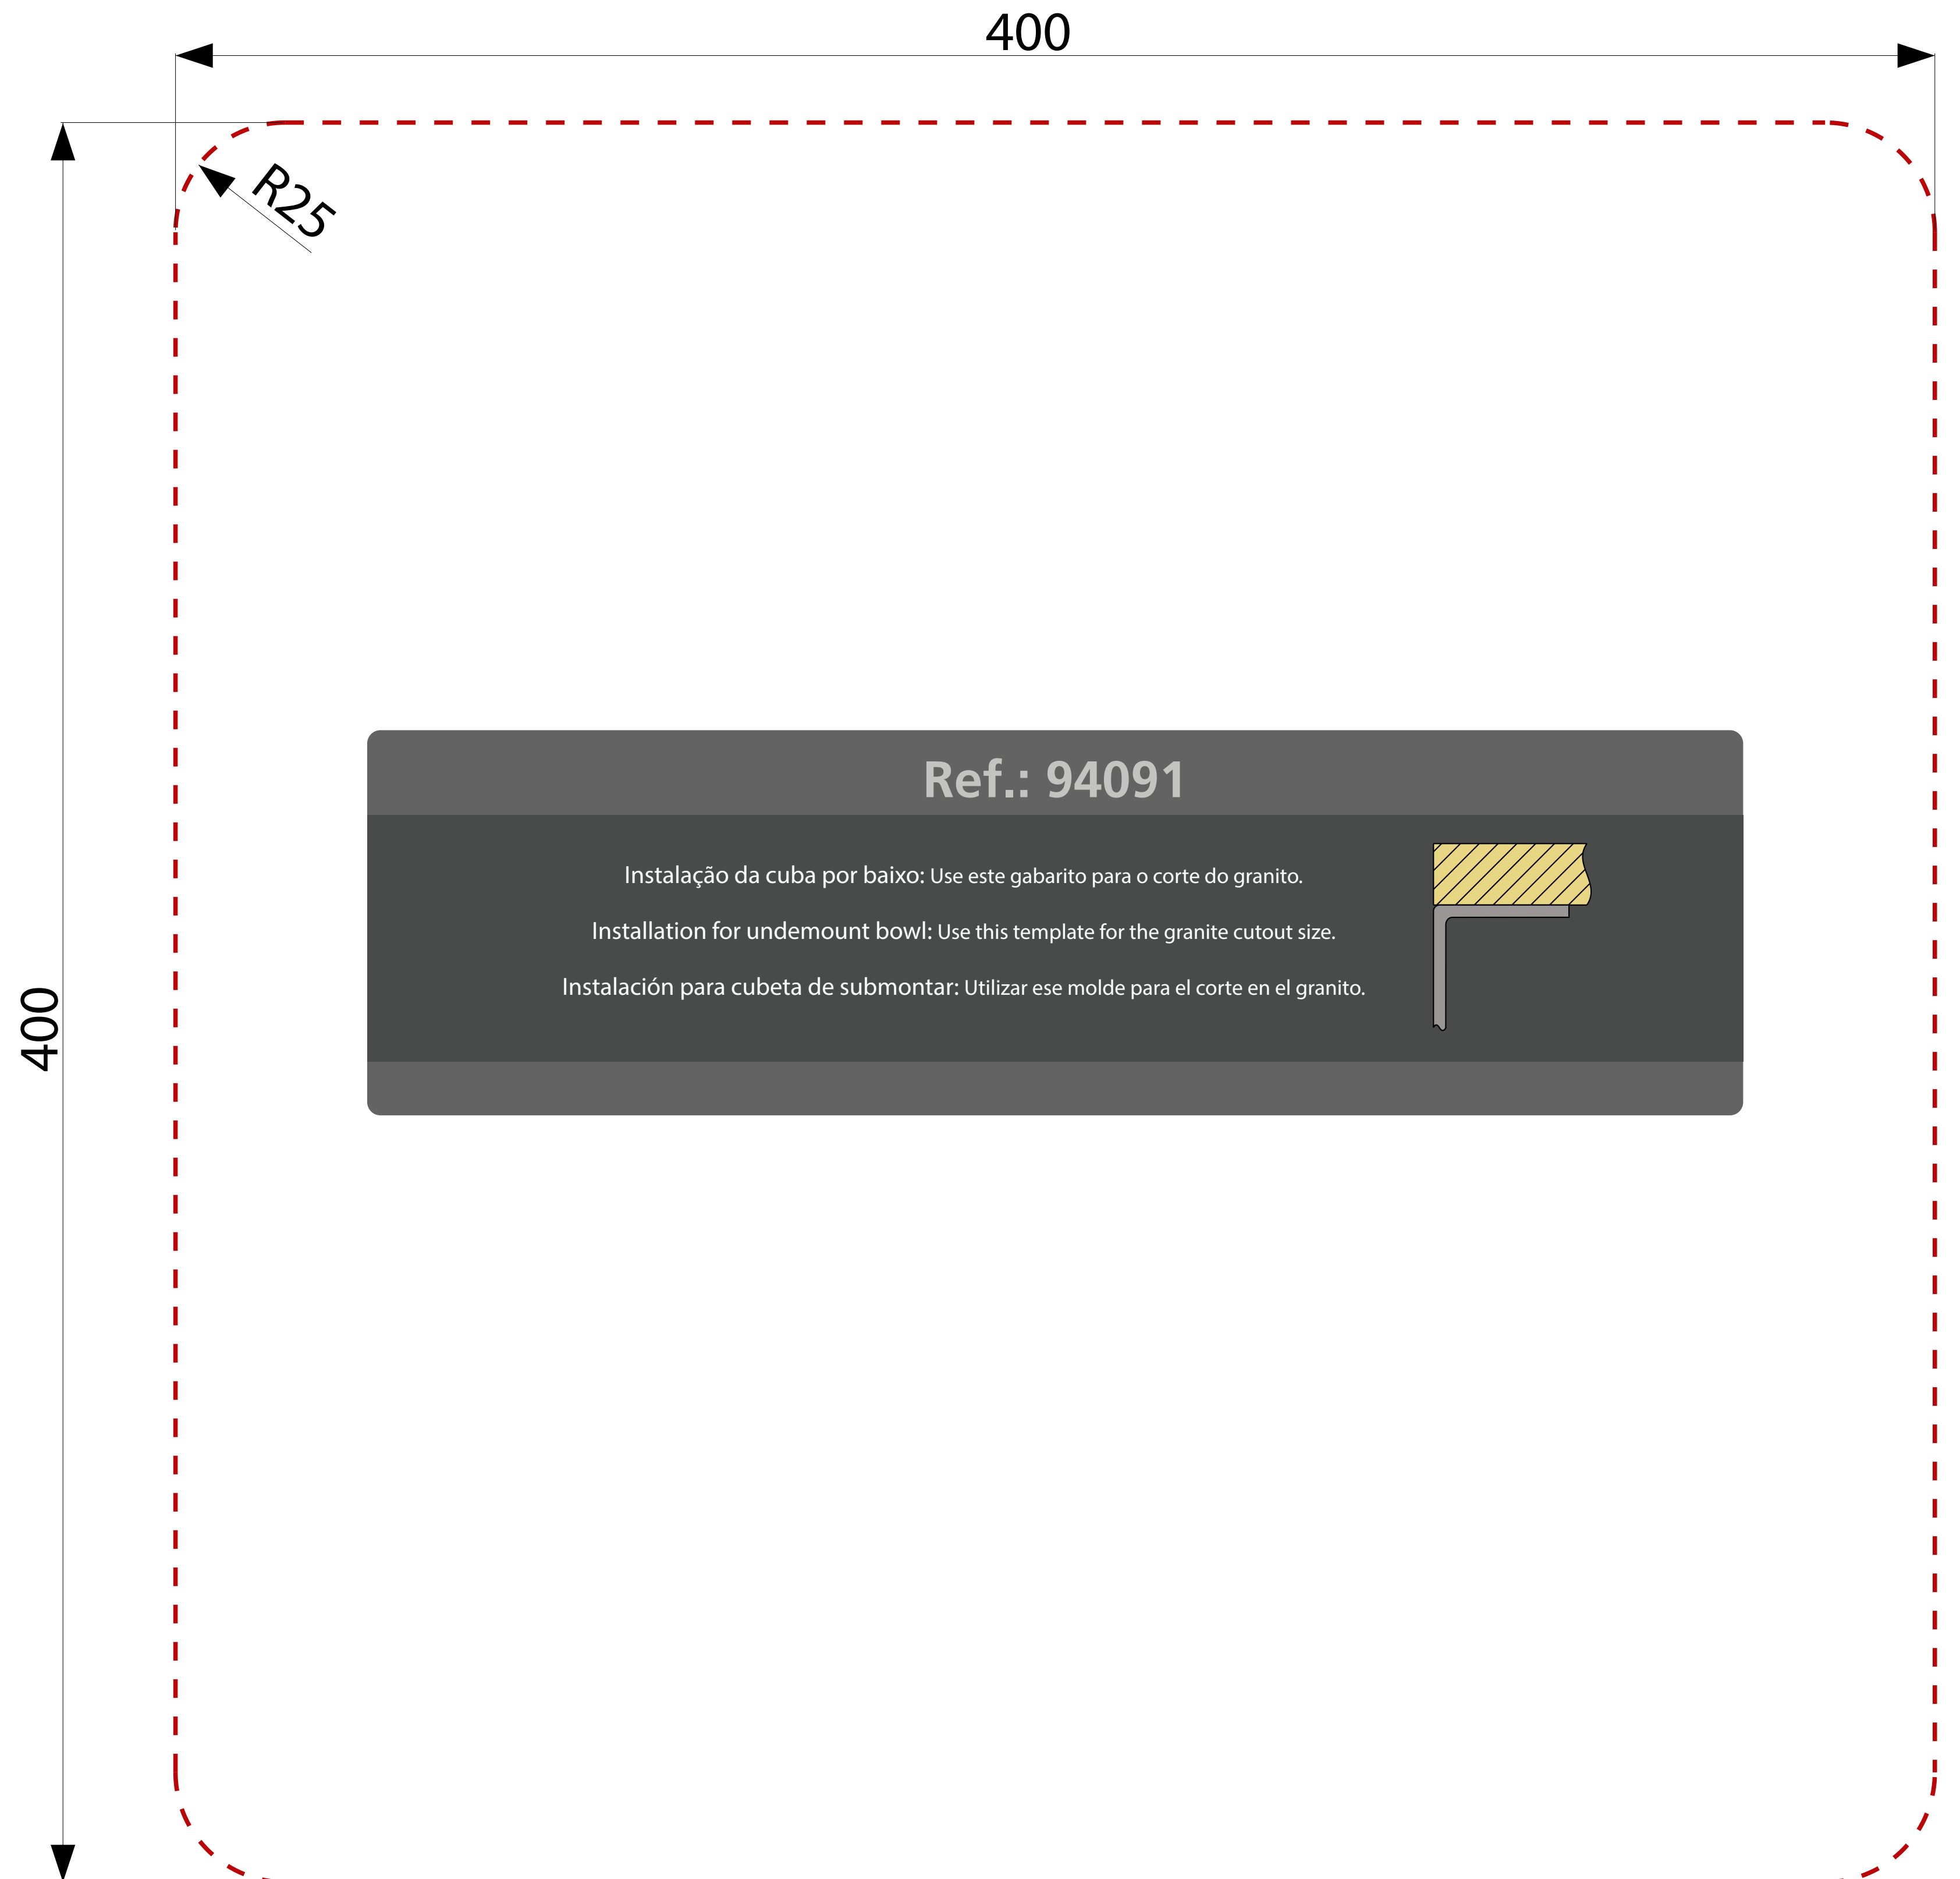 400
R25
400
Ref.: 94091
Instalação da cuba por baixo: Use este gabarito para o corte do granito.
Installation for undemount bowl: Use this template for the granite cutout size.
Instalación para cubeta de submontar: Utilizar ese molde para el corte en el granito.